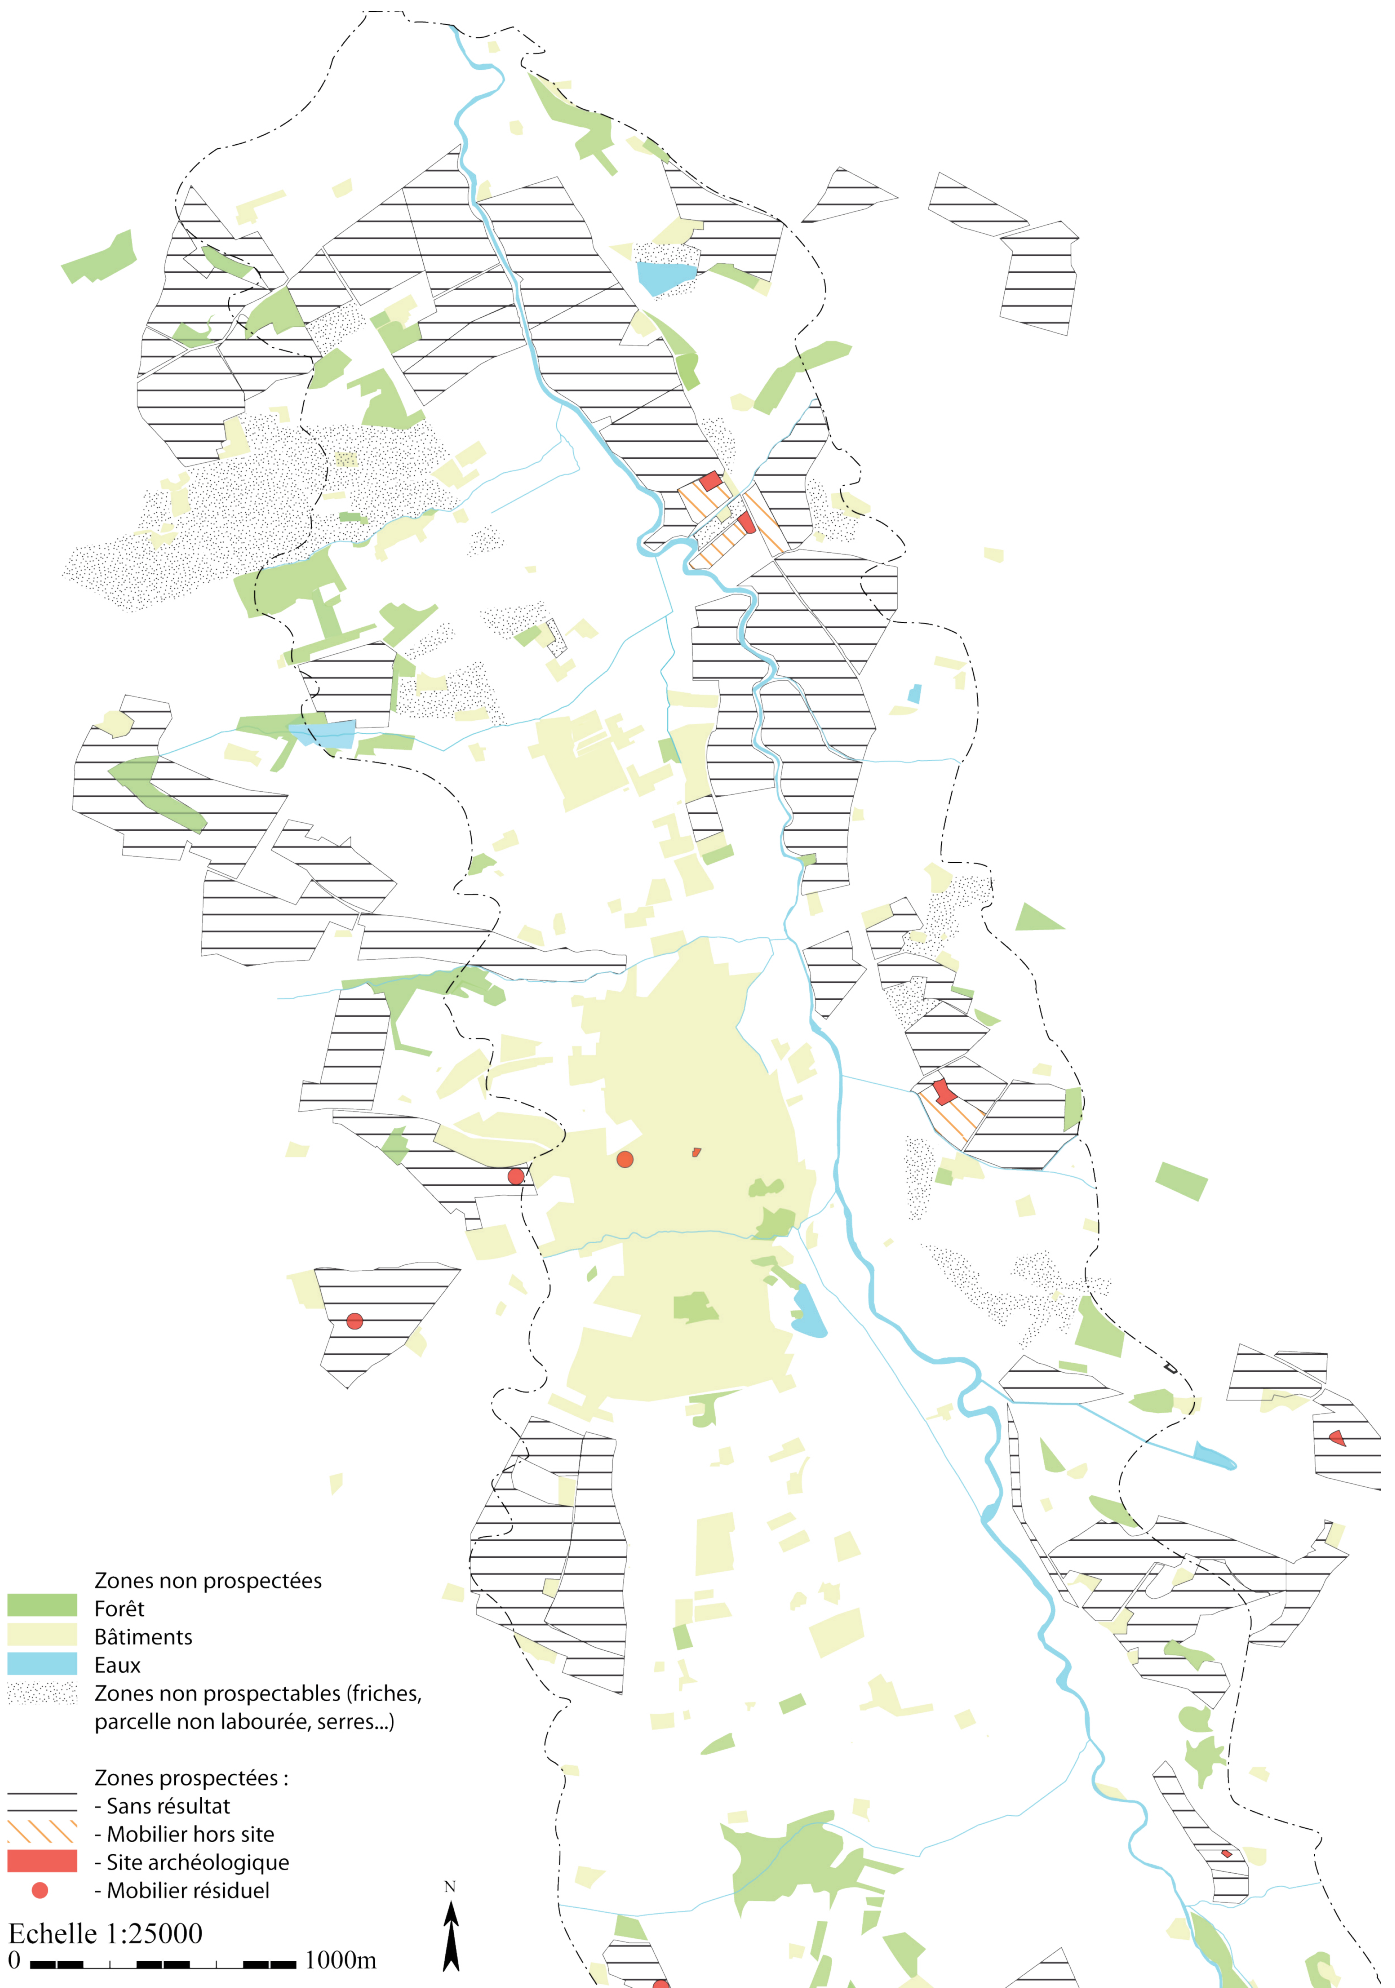 Zones non prospectées
Forêt
Bâtiments
Eaux
Zones non prospectables (friches,
parcelle non labourée, serres...)
Zones prospectées :
- Sans résultat
- Mobilier hors site
- Site archéologique
- Mobilier résiduel
Echelle 1:25000
0 1000m
N